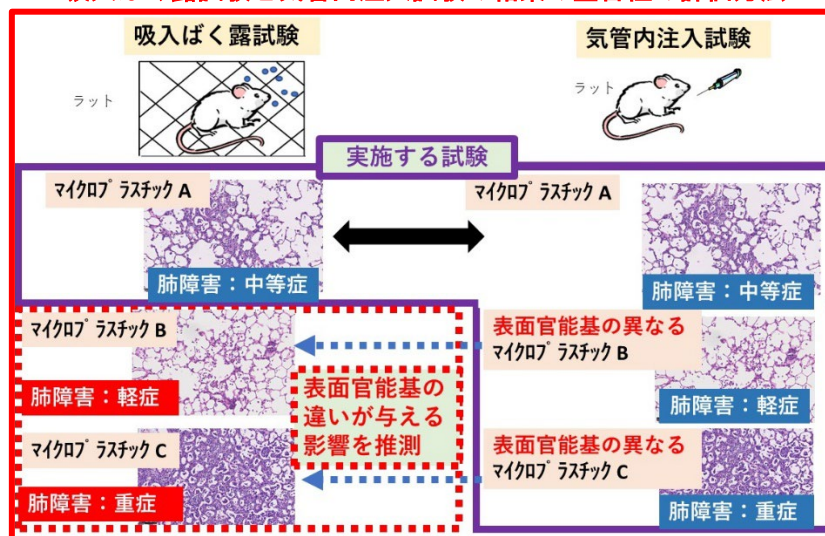 吸入ばく露試験
気管内注入試験
ラット
ラット
実施する試験
マイクロプラスチック A
マイクロプラスチック A
肺障害：中等症
肺障害：中等症
マイクロプラスチック B
表面官能基の異なる
マイクロプラスチック B
肺障害：軽症
表面官能基の
違いが与える
影響を推測
肺障害：軽症
マイクロプラスチック C
表面官能基の異なる
マイクロプラスチック C
肺障害：重症
肺障害：重症